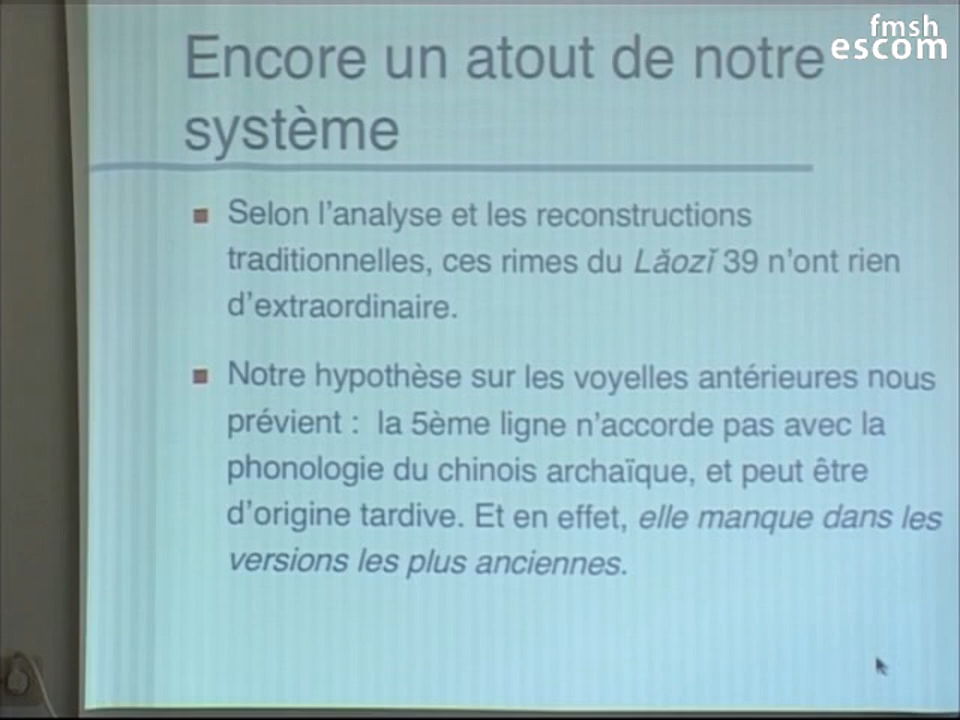 fmsh
escom
Encore un atout de notre
système
Selon l'analyse et les reconstructions
traditionnelles, ces rimes du Lǎozǐ 39 n'ont rien
d'extraordinaire.
Notre hypothèse sur les voyelles antérieures nous
prévient : la 5ème ligne n'accorde pas avec la
phonologie du chinois archaïque, et peut être
d'origine tardive. Et en effet, elle manque dans les
versions les plus anciennes.